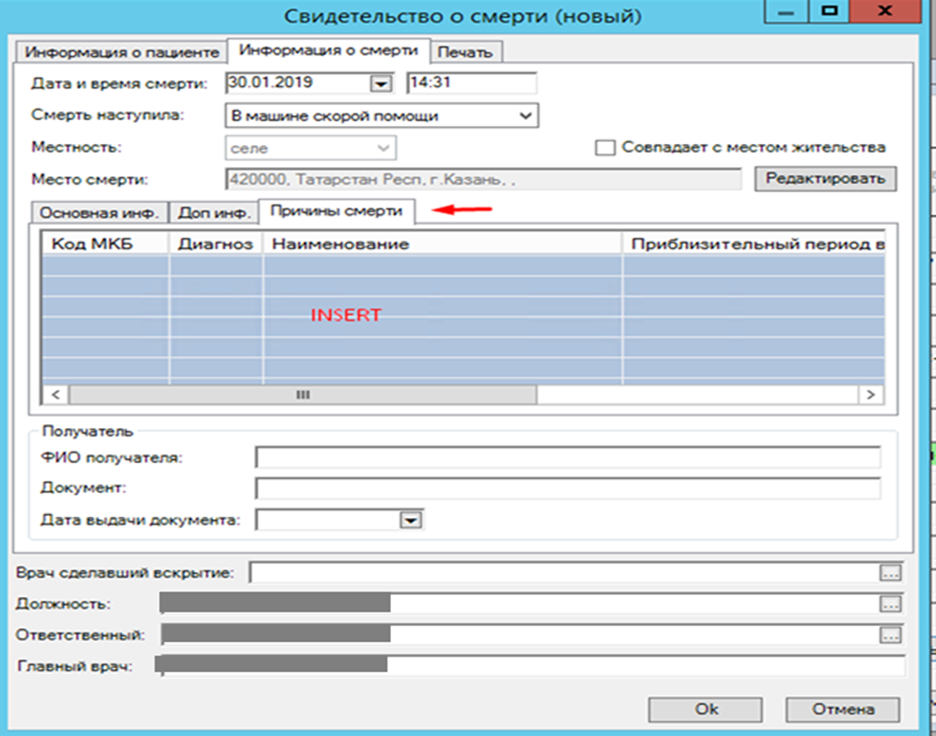 Свидетельство о смерти (новый)
Информация о пациенте Информация о смерти Печать
Дата и время смерти: 30.01.2019 14:31
Смерть наступила: В машине скорой помощи
Местность: селе Совпадает с местом жительства
Место смерти: 420000, Татарстан Респ, г.Казань, , Редактировать
Основная инф. Доп инф. Причины смерти
Код МКБ Диагноз Наименование Приблизительный период в
INSERT
Получатель
ФИО получателя:
Документ:
Дата выдачи документа:
Врач сделавший вскрытие: ...
Должность: ...
Ответственный: ...
Главный врач:
Ok Отмена